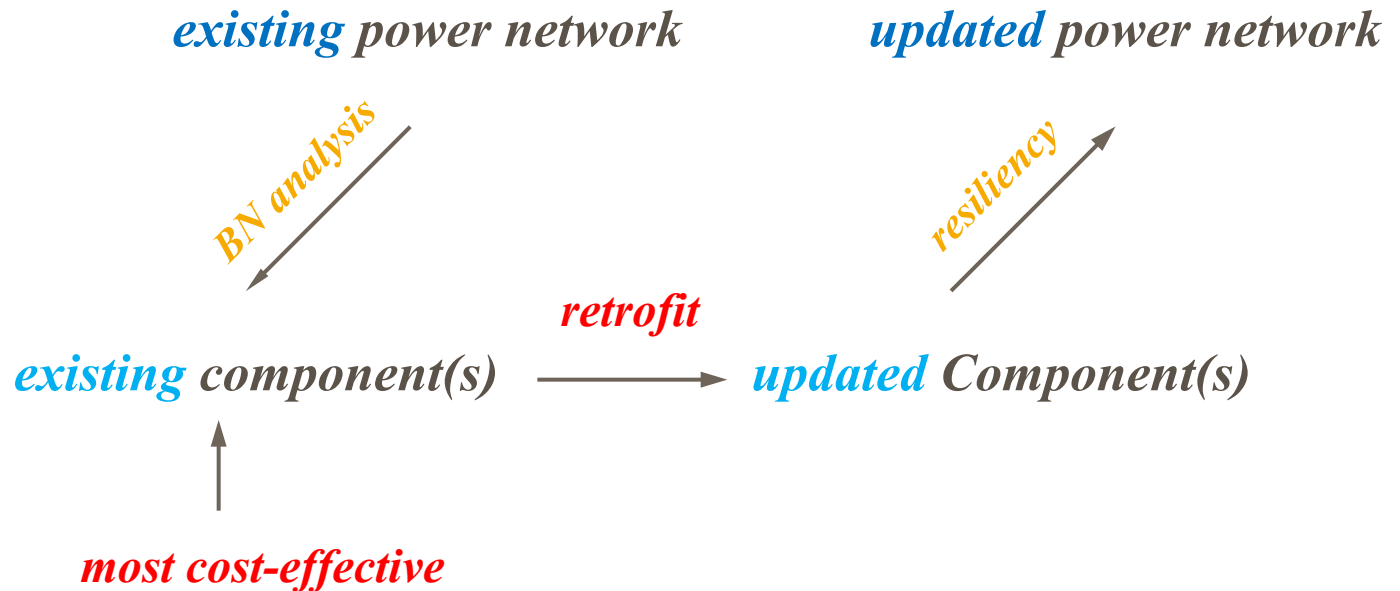 existing power network
updated power network
BN analysis
resiliency
retrofit
existing component(s)
updated Component(s)
most cost-effective